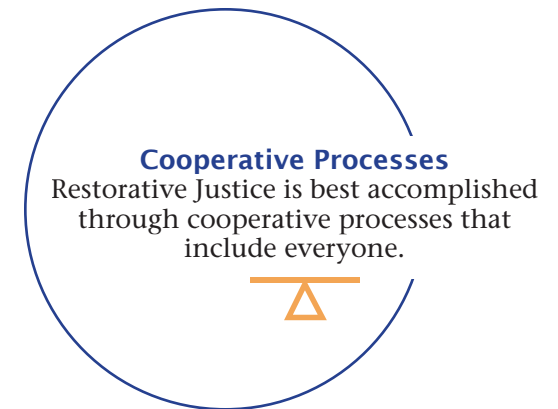 Cooperative Processes
Restorative Justice is best accomplished
through cooperative processes that
include everyone.